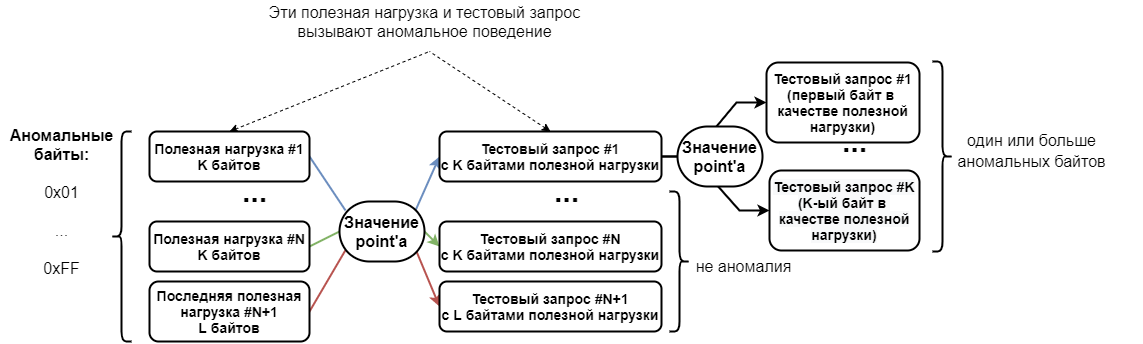 Эти полезная нагрузка и тестовый запрос
вызывают аномальное поведение
Аномальные
байты:
0x01
...
0xFF
Полезная нагрузка #1
K байтов
...
Полезная нагрузка #N
K байтов
Последняя полезная
нагрузка #N+1
L байтов
Значение
point'a
Тестовый запрос #1
с K байтами полезной нагрузки
...
Тестовый запрос #N
с K байтами полезной нагрузки
Тестовый запрос #N+1
с L байтами полезной нагрузки
не аномалия
Значение
point'a
Тестовый запрос #1
(первый байт в
качестве полезной
нагрузки)
...
Тестовый запрос #K
(K-ый байт в
качестве полезной
нагрузки)
один или больше
аномальных байтов